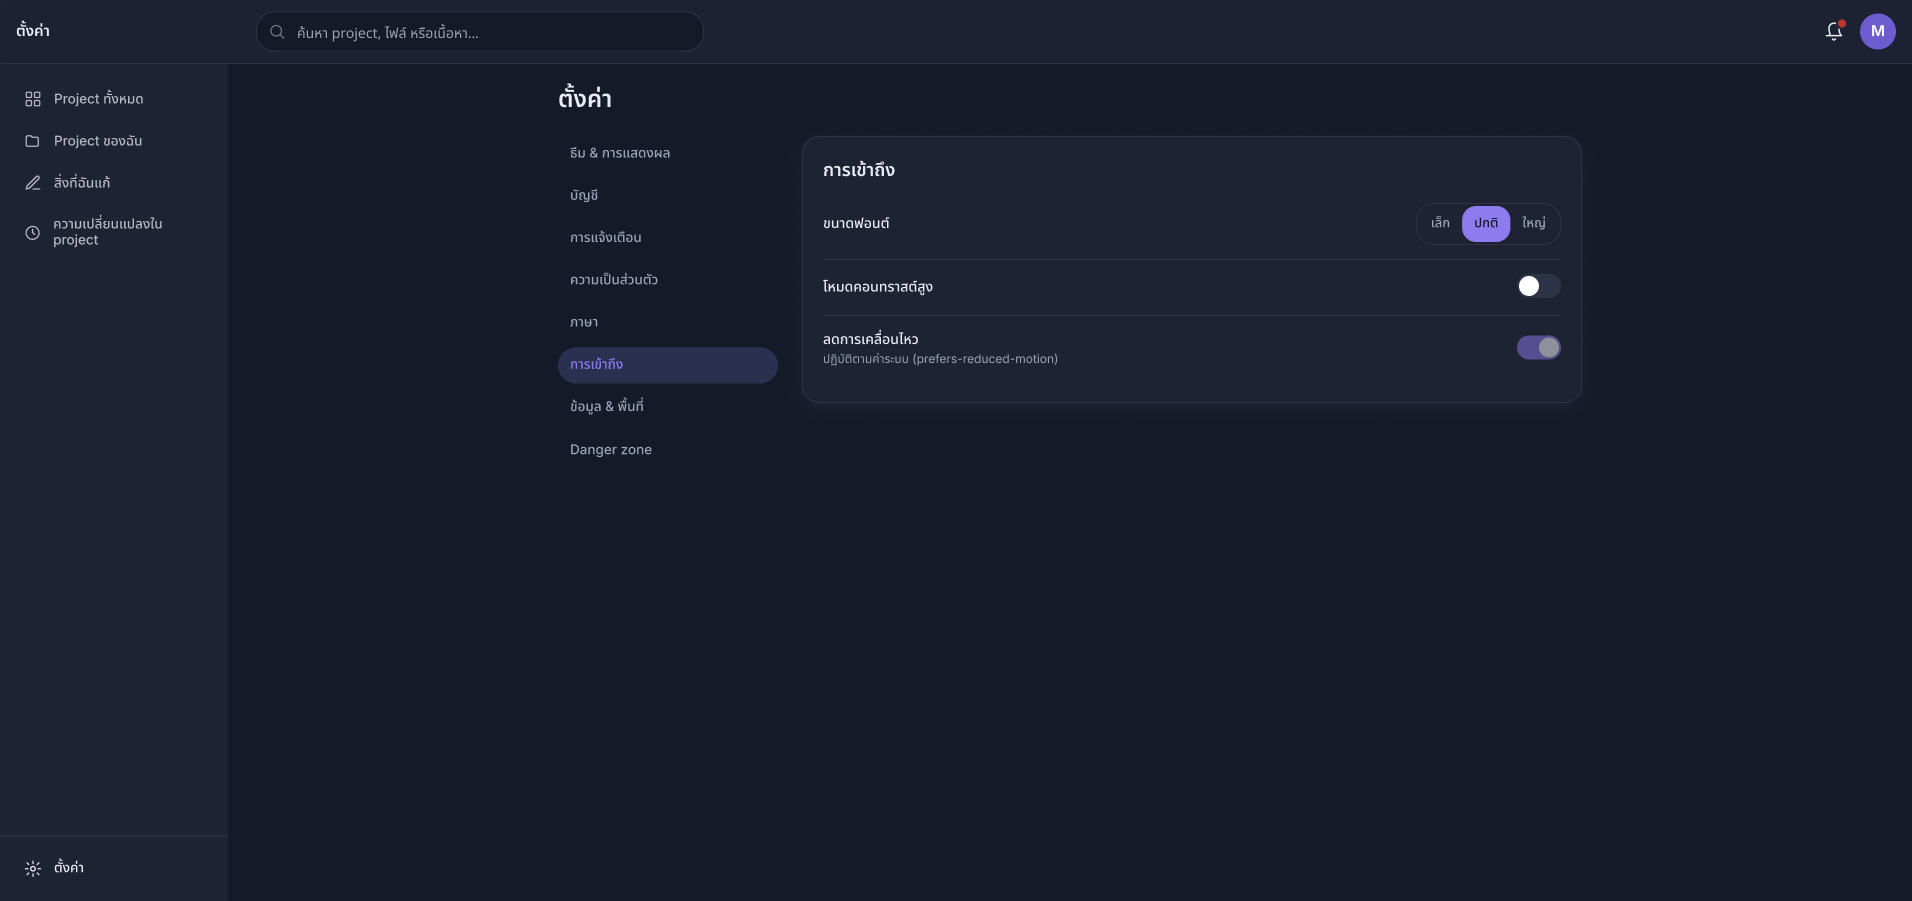 ตั้งค่า
ค้นหา project, ไฟล์ หรือเนื้อหา...
M
Project ทั้งหมด
Project ของฉัน
สิ่งที่ฉันแก้
ความเปลี่ยนแปลงใน
project
ตั้งค่า
ตั้งค่า
ธีม & การแสดงผล
บัญชี
การแจ้งเตือน
ความเป็นส่วนตัว
ภาษา
การเข้าถึง
ข้อมูล & พื้นที่
Danger zone
การเข้าถึง
ขนาดฟอนต์
เล็ก ปกติ ใหญ่
โหมดคอนทราสต์สูง
ลดการเคลื่อนไหว
ปฏิบัติตามค่าระบบ (prefers-reduced-motion)